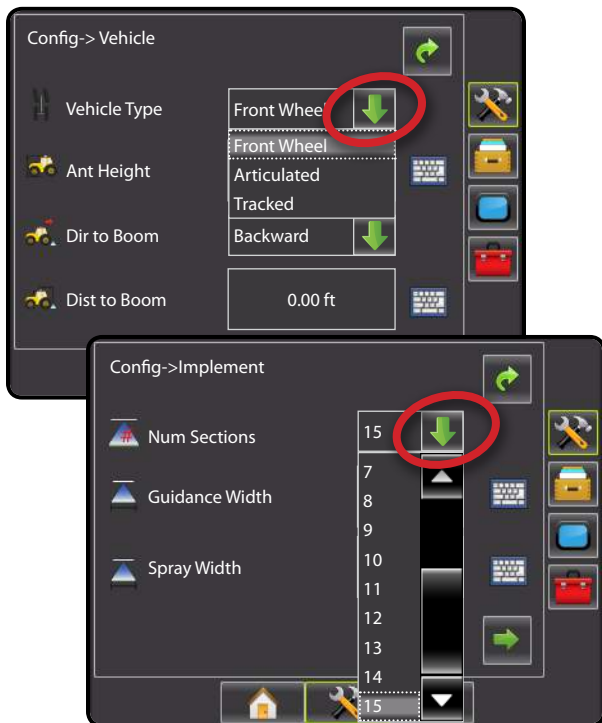 Config-> Vehicle
Vehicle Type
Front Wheel
Front Wheel
Articulated
Tracked
Ant Height
Dir to Boom
Backward
Dist to Boom
0.00 ft
Config->Implement
Num Sections
15
7
8
9
10
11
12
13
14
15
Guidance Width
Spray Width